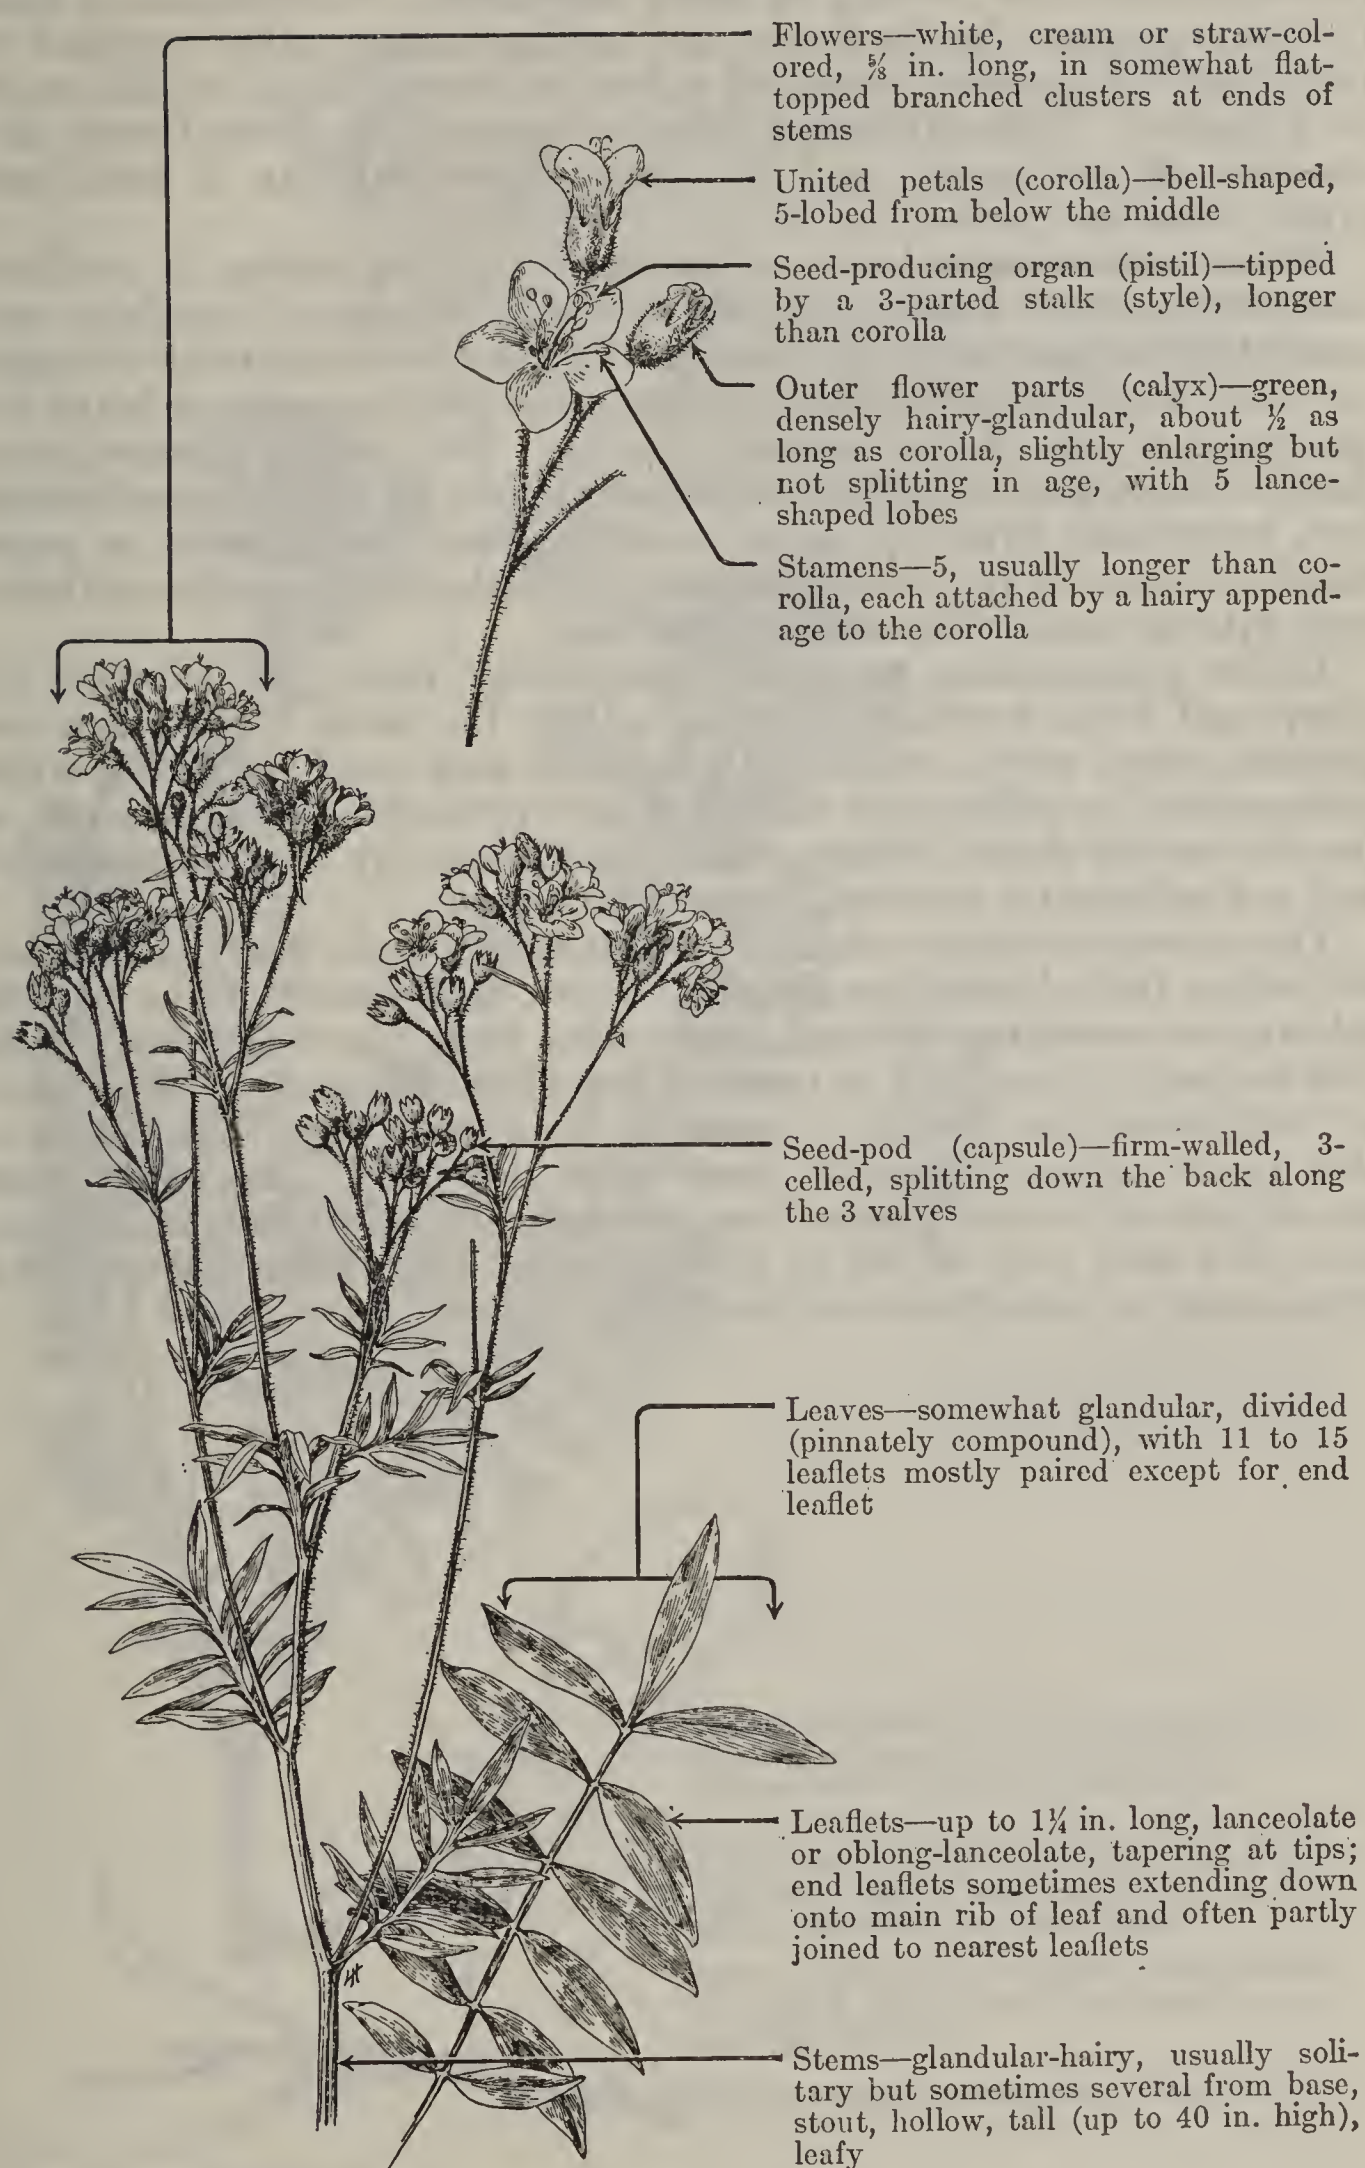 Flowers—white, cream or straw-col-
ored, ⅝ in. long, in somewhat flat-
topped branched clusters at ends of
stems
United petals (corolla)—bell-shaped,
5-lobed from below the middle
Seed-producing organ (pistil)—tipped
by a 3-parted stalk (style), longer
than corolla
Outer flower parts (calyx)—green,
densely hairy-glandular, about ½ as
long as corolla, slightly enlarging but
not splitting in age, with 5 lance-
shaped lobes
Stamens—5, usually longer than co-
rolla, each attached by a hairy append-
age to the corolla
Seed-pod (capsule)—firm-walled, 3-
celled, splitting down the back along
the 3 valves
Leaves—somewhat glandular, divided
(pinnately compound), with 11 to 15
leaflets mostly paired except for end
leaflet
Leaflets—up to 1¼ in. long, lanceolate
or oblong-lanceolate, tapering at tips;
end leaflets sometimes extending down
onto main rib of leaf and often partly
joined to nearest leaflets
Stems—glandular-hairy, usually soli-
tary but sometimes several from base,
stout, hollow, tall (up to 40 in. high),
leafy